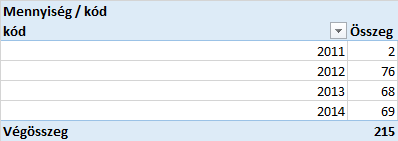 Mennyiség / kód
kód Összeg
2011 2
2012 76
2013 68
2014 69
Végösszeg 215